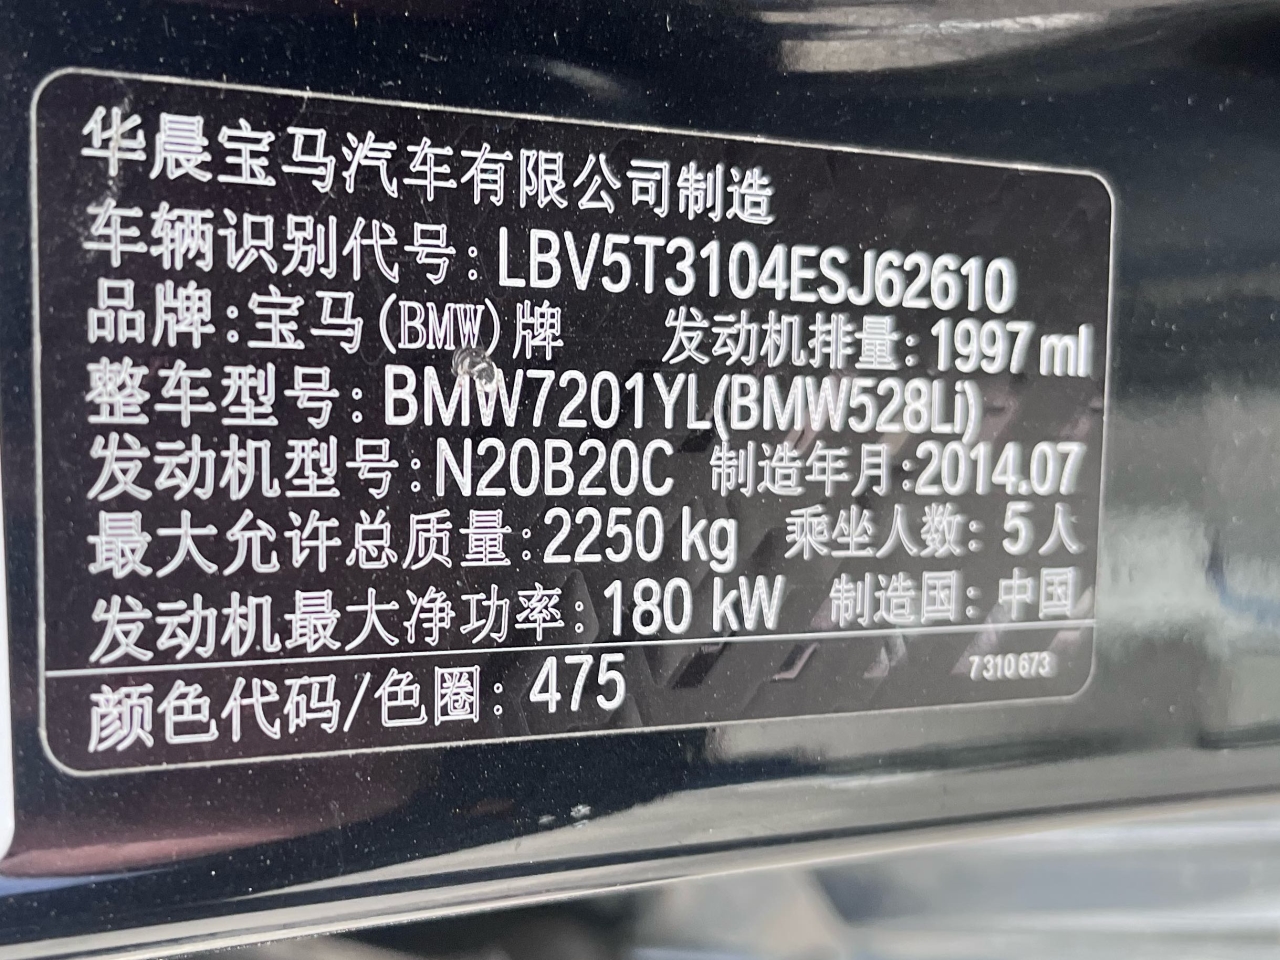 华晨宝马汽车有限公司制造
车辆识别代号: LBV5T3104ESJ62610
品牌:宝马(BMW)牌 发动机排量: 1997 ml
整车型号: BMW7201YL(BMW528Li)
发动机型号: N20B20C 制造年月:2014.07
最大允许总质量: 2250 kg 乘坐人数: 5人
发动机最大净功率: 180 kW 制造国: 中国
颜色代码/色圈: 475 7310673